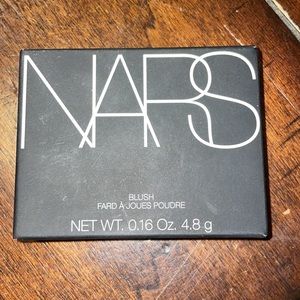 NARS
BLUSH
FARD À JOUES POUDRE
NET WT. 0.16 Oz. 4.8 g